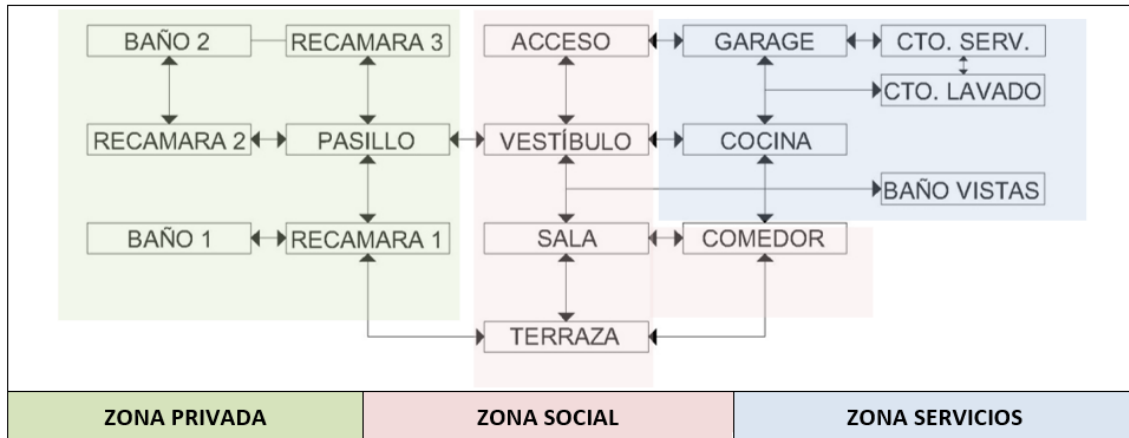 BAÑO 2 RECAMARA 3 ACCESO GARAGE CTO. SERV.
CTO. LAVADO
RECAMARA 2 PASILLO VESTÍBULO COCINA
BAÑO VISTAS
BAÑO 1 RECAMARA 1 SALA COMEDOR
TERRAZA
ZONA PRIVADA ZONA SOCIAL ZONA SERVICIOS